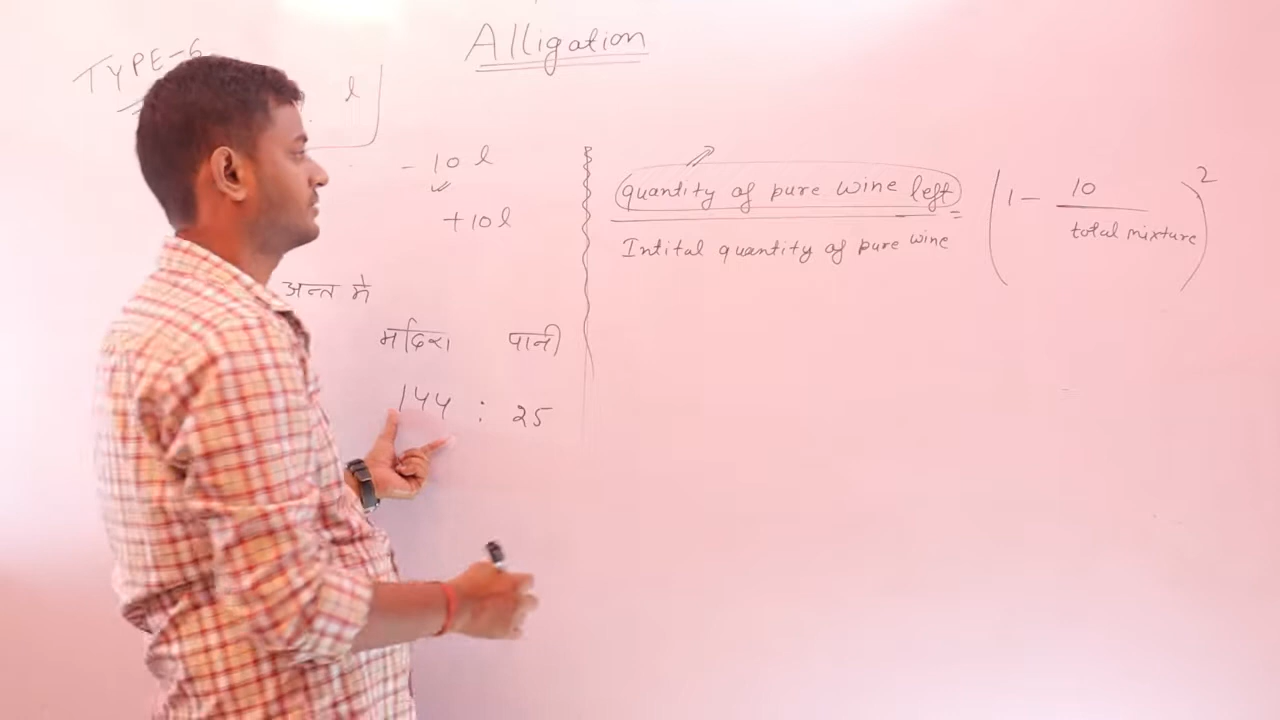 Alligation
TYPE-6
l
- 10 l
+ 10 l
अन्त मे
मदिरा पानी
144 : 25
quantity of pure wine left
Intital quantity of pure wine
=
(1 - 10 / total mixture)²